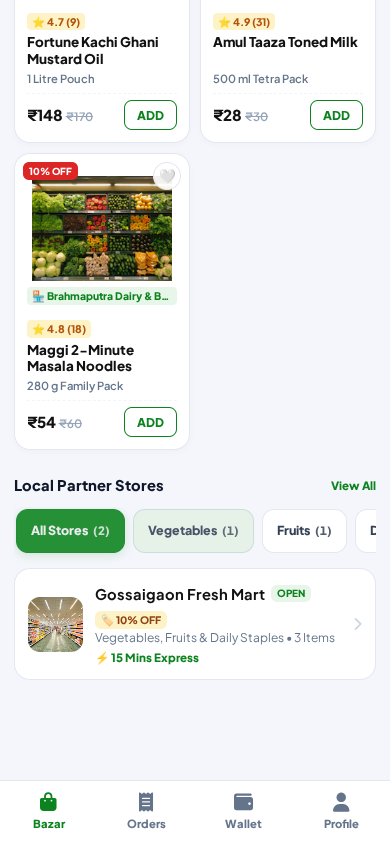 ⭐ 4.7 (9)
Fortune Kachi Ghani
Mustard Oil
1 Litre Pouch
₹148 ₹170
ADD
⭐ 4.9 (31)
Amul Taaza Toned Milk
500 ml Tetra Pack
₹28 ₹30
ADD
10% OFF
🏪 Brahmaputra Dairy & B...
⭐ 4.8 (18)
Maggi 2-Minute
Masala Noodles
280 g Family Pack
₹54 ₹60
ADD
Local Partner Stores
View All
All Stores (2)
Vegetables (1)
Fruits (1)
D
Gossaigaon Fresh Mart OPEN
🏷️ 10% OFF
Vegetables, Fruits & Daily Staples • 3 Items
⚡ 15 Mins Express
Bazar
Orders
Wallet
Profile